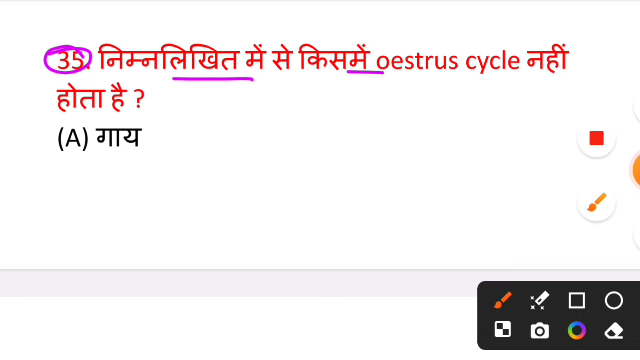 35. निम्नलिखित में से किसमें oestrus cycle नहीं
होता है ?
(A) गाय